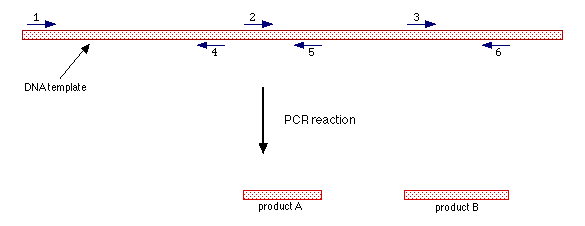 1 2 3
4 5 6
DNA template
PCR reaction
product A product B